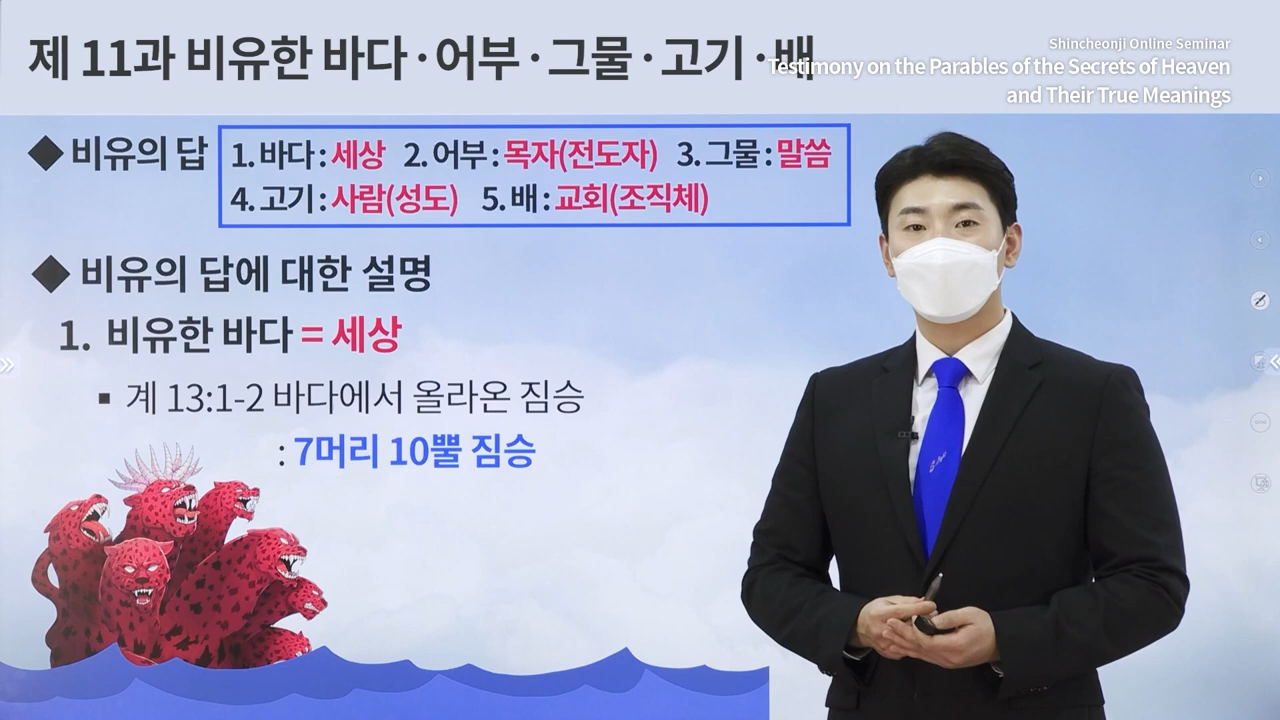 제 11과 비유한 바다·어부·그물·고기·배
Shincheonji Online Seminar
Testimony on the Parables of the Secrets of Heaven
and Their True Meanings
◆ 비유의 답
1. 바다 : 세상 2. 어부 : 목자(전도자) 3. 그물 : 말씀
4. 고기 : 사람(성도) 5. 배 : 교회(조직체)
◆ 비유의 답에 대한 설명
1. 비유한 바다 = 세상
▪ 계 13:1-2 바다에서 올라온 짐승
: 7머리 10뿔 짐승